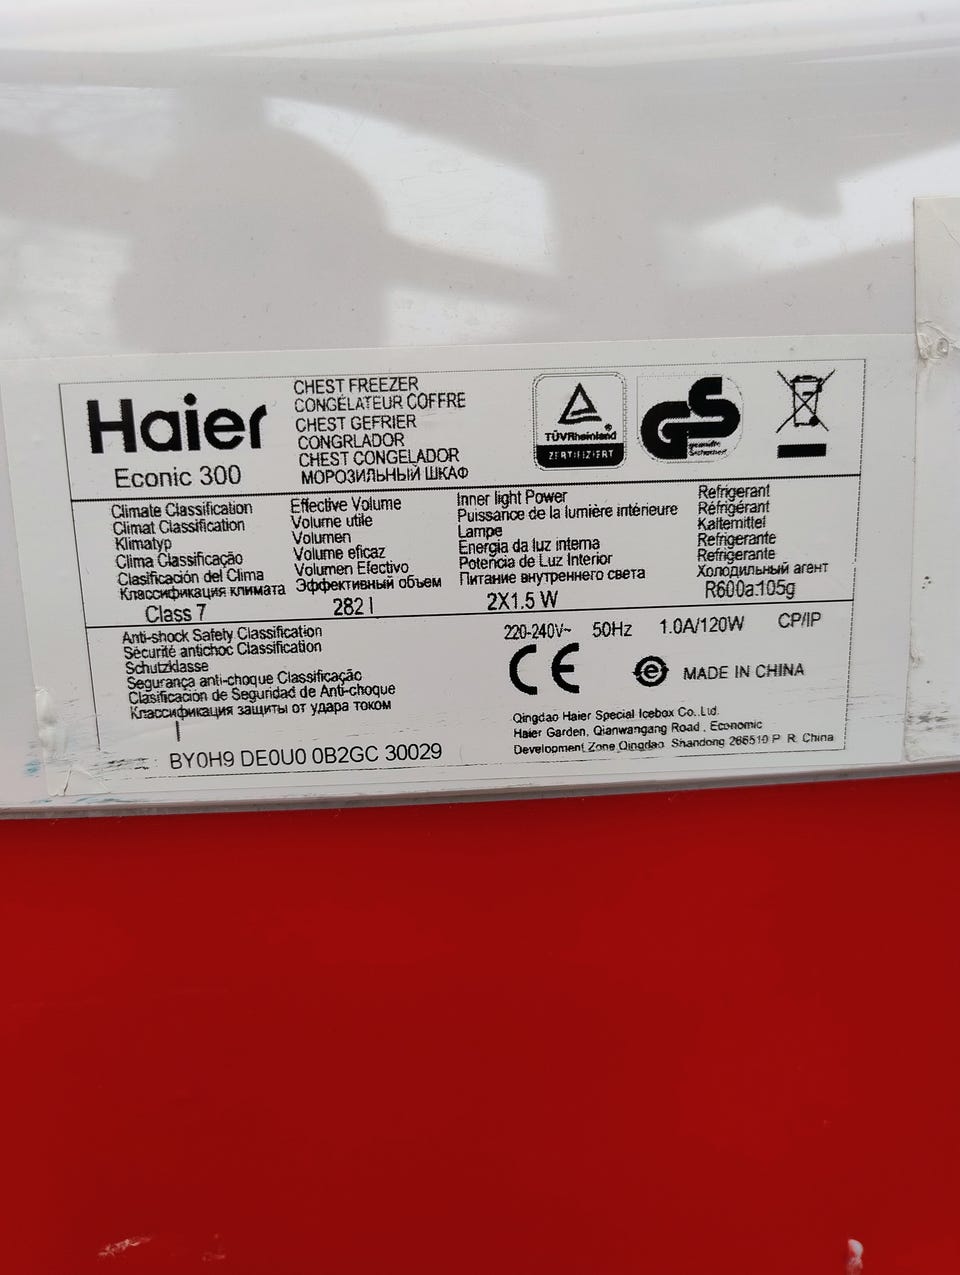 Haier
Econic 300
CHEST FREEZER
CONGÉLATEUR COFFRE
CHEST GEFRIER
CONGRLADOR
CHEST CONGELADOR
МОРОЗИЛЬНЫЙ ШКАФ
TÜVRheinland
ZERTIFIZIERT
GS
geprüfte
Sicherheit
Climate Classification
Climat Classification
Klimatyp
Clima Classificação
Clasificación del Clima
Классификация климата
Class 7
Effective Volume
Volume utile
Volumen
Volume eficaz
Volumen Efectivo
Эффективный объем
282 l
Inner light Power
Puissance de la lumière intérieure
Lampe
Energia da luz interna
Potencia de Luz Interior
Питание внутреннего света
2X1.5 W
Refrigerant
Réfrigérant
Kaltemittel
Refrigerante
Refrigerante
Холодильный агент
R600a:105g
Anti-shock Safety Classification
Sécurité antichoc Classification
Schutzklasse
Segurança anti-choque Classificação
Clasificación de Seguridad de Anti-choque
Классификация защиты от удара током
I
220-240V~ 50Hz 1.0A/120W CP/IP
CE
e MADE IN CHINA
Qingdao Haier Special Icebox Co.,Ltd.
Haier Garden, Qianwangang Road, Economic
Development Zone,Qingdao Shandong 266510 P. R. China
BY0H9 DE0U0 0B2GC 30029